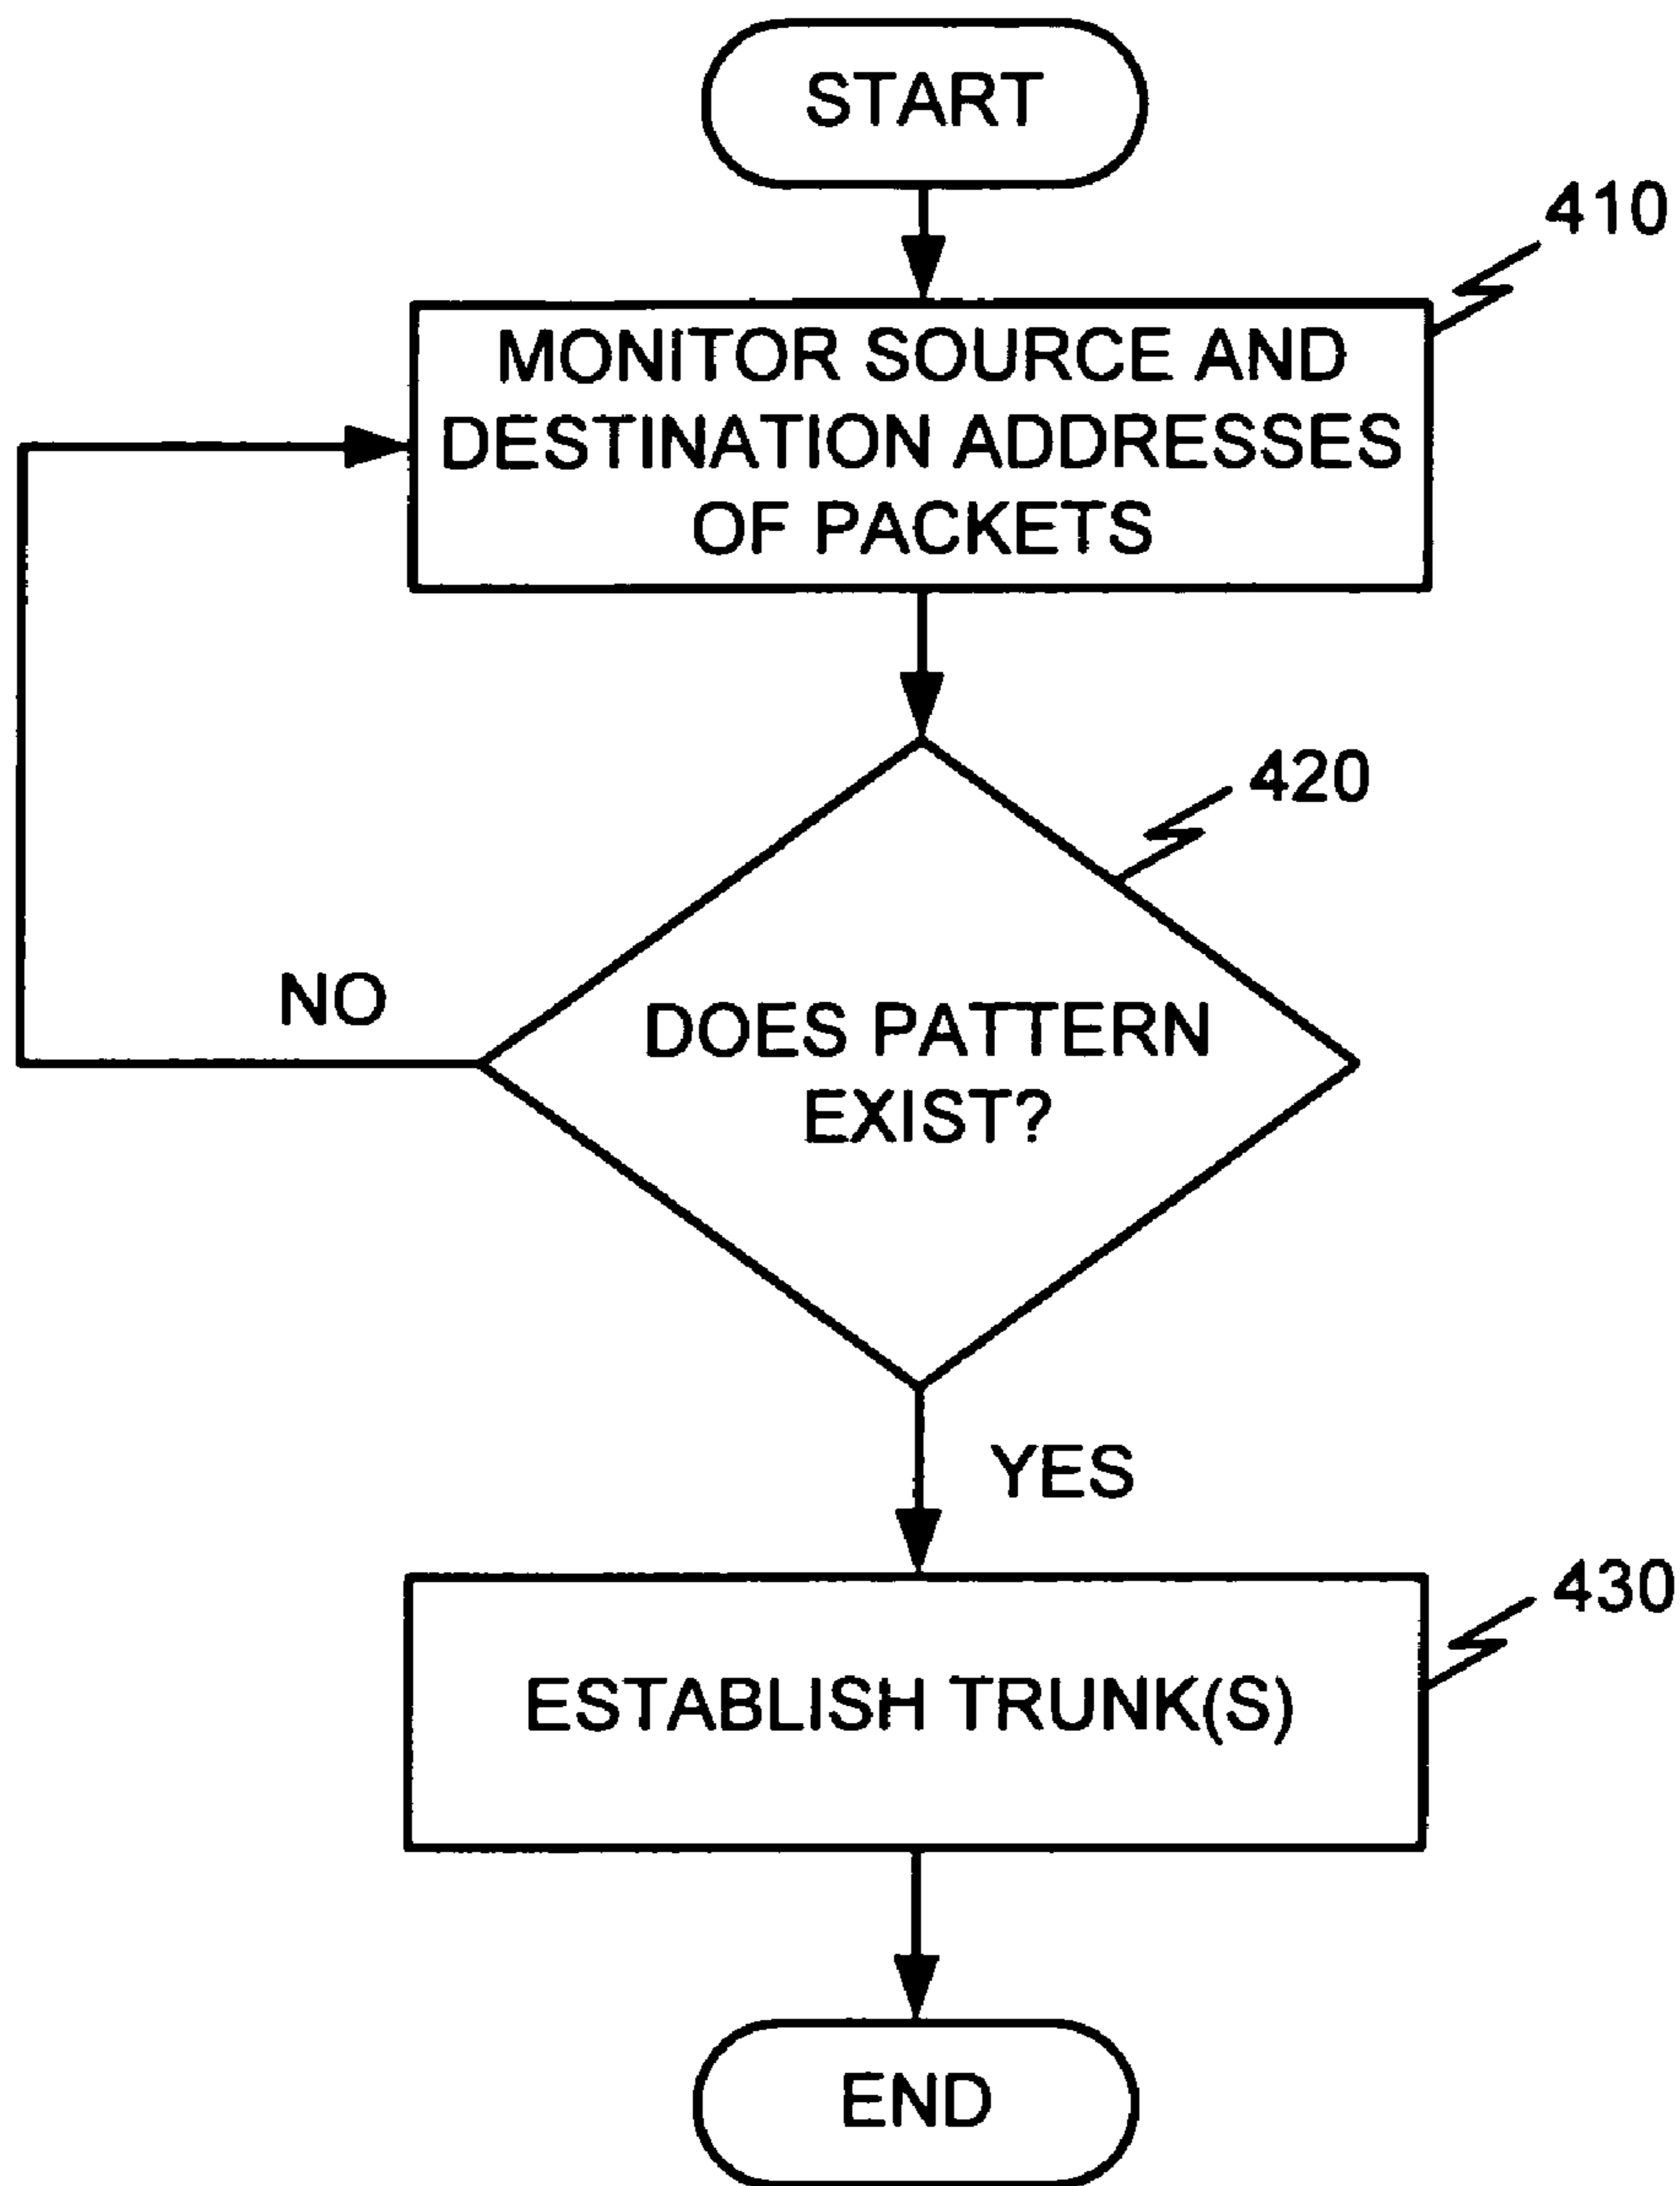 START
410
MONITOR SOURCE AND
DESTINATION ADDRESSES
OF PACKETS
420
NO
DOES PATTERN
EXIST?
YES
430
ESTABLISH TRUNK(S)
END